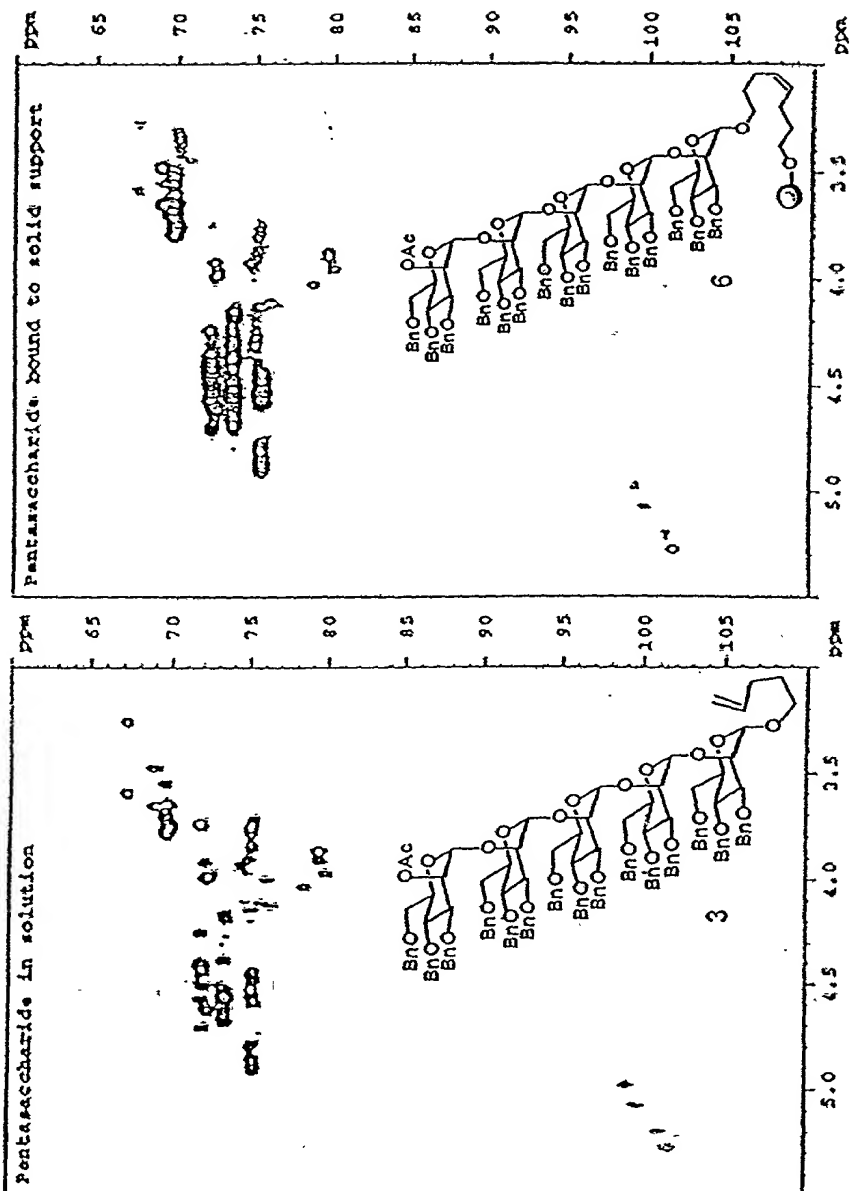 Pentasaccharide in solution
ppm
65
70
75
80
85
90
95
100
105
ppm
3.5
4.0
4.5
5.0
OAc
BnO
BnO
BnO
O
O
BnO
BnO
BnO
O
O
BnO
BnO
BnO
O
O
BnO
BnO
BnO
O
O
BnO
BnO
BnO
O
O
3
Pentasaccharide bound to solid support
ppm
65
70
75
80
85
90
95
100
105
ppm
3.5
4.0
4.5
5.0
OAc
BnO
BnO
BnO
O
O
BnO
BnO
BnO
O
O
BnO
BnO
BnO
O
O
BnO
BnO
BnO
O
O
BnO
BnO
BnO
O
O
O
6